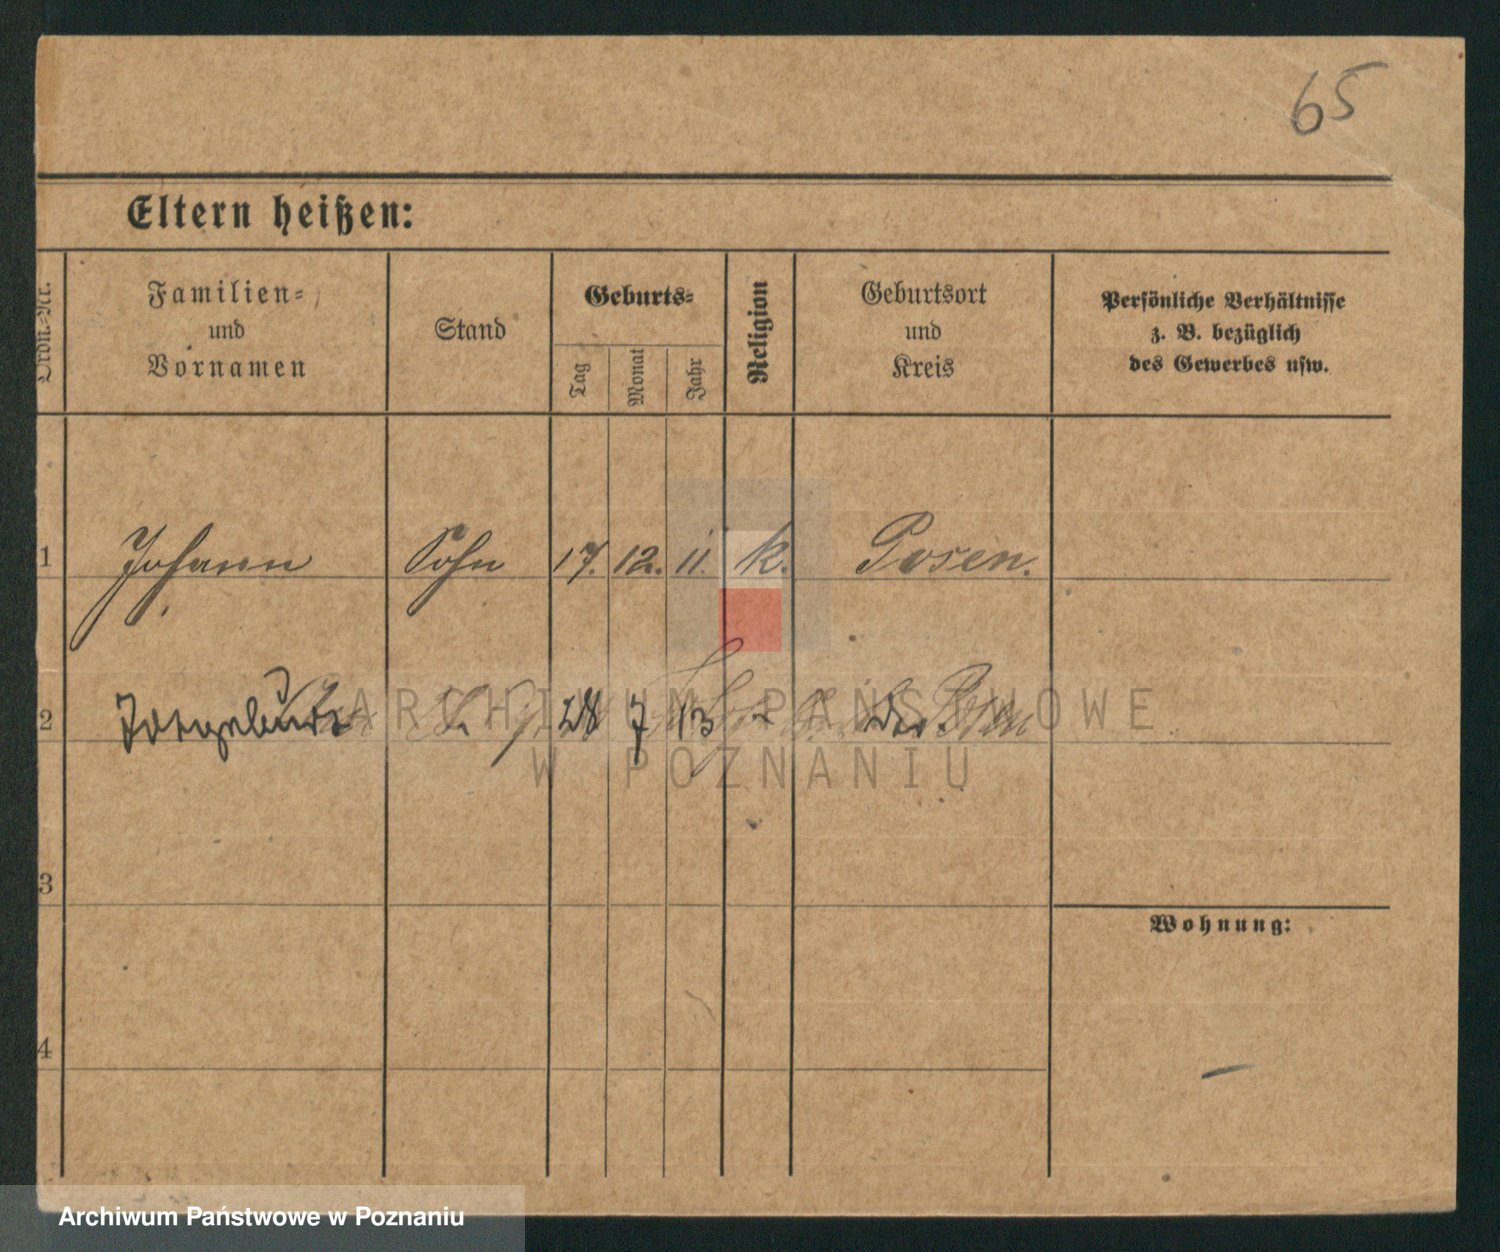 65
Eltern heißen:
Ordn.-Nr.
Familien-
und
Vornamen
Stand
Geburts-
Tag
Monat
Jahr
Religion
Geburtsort
und
Kreis
Persönliche Verhältnisse
z. B. bezüglich
des Gewerbes usw.
1 Johann Sohn 17. 12. 11. k. Posen.
2 Totgeburt 28 7 13 Posen
ARCHIWUM PAŃSTWOWE
W POZNANIU
3
Wohnung:
4
Archiwum Państwowe w Poznaniu